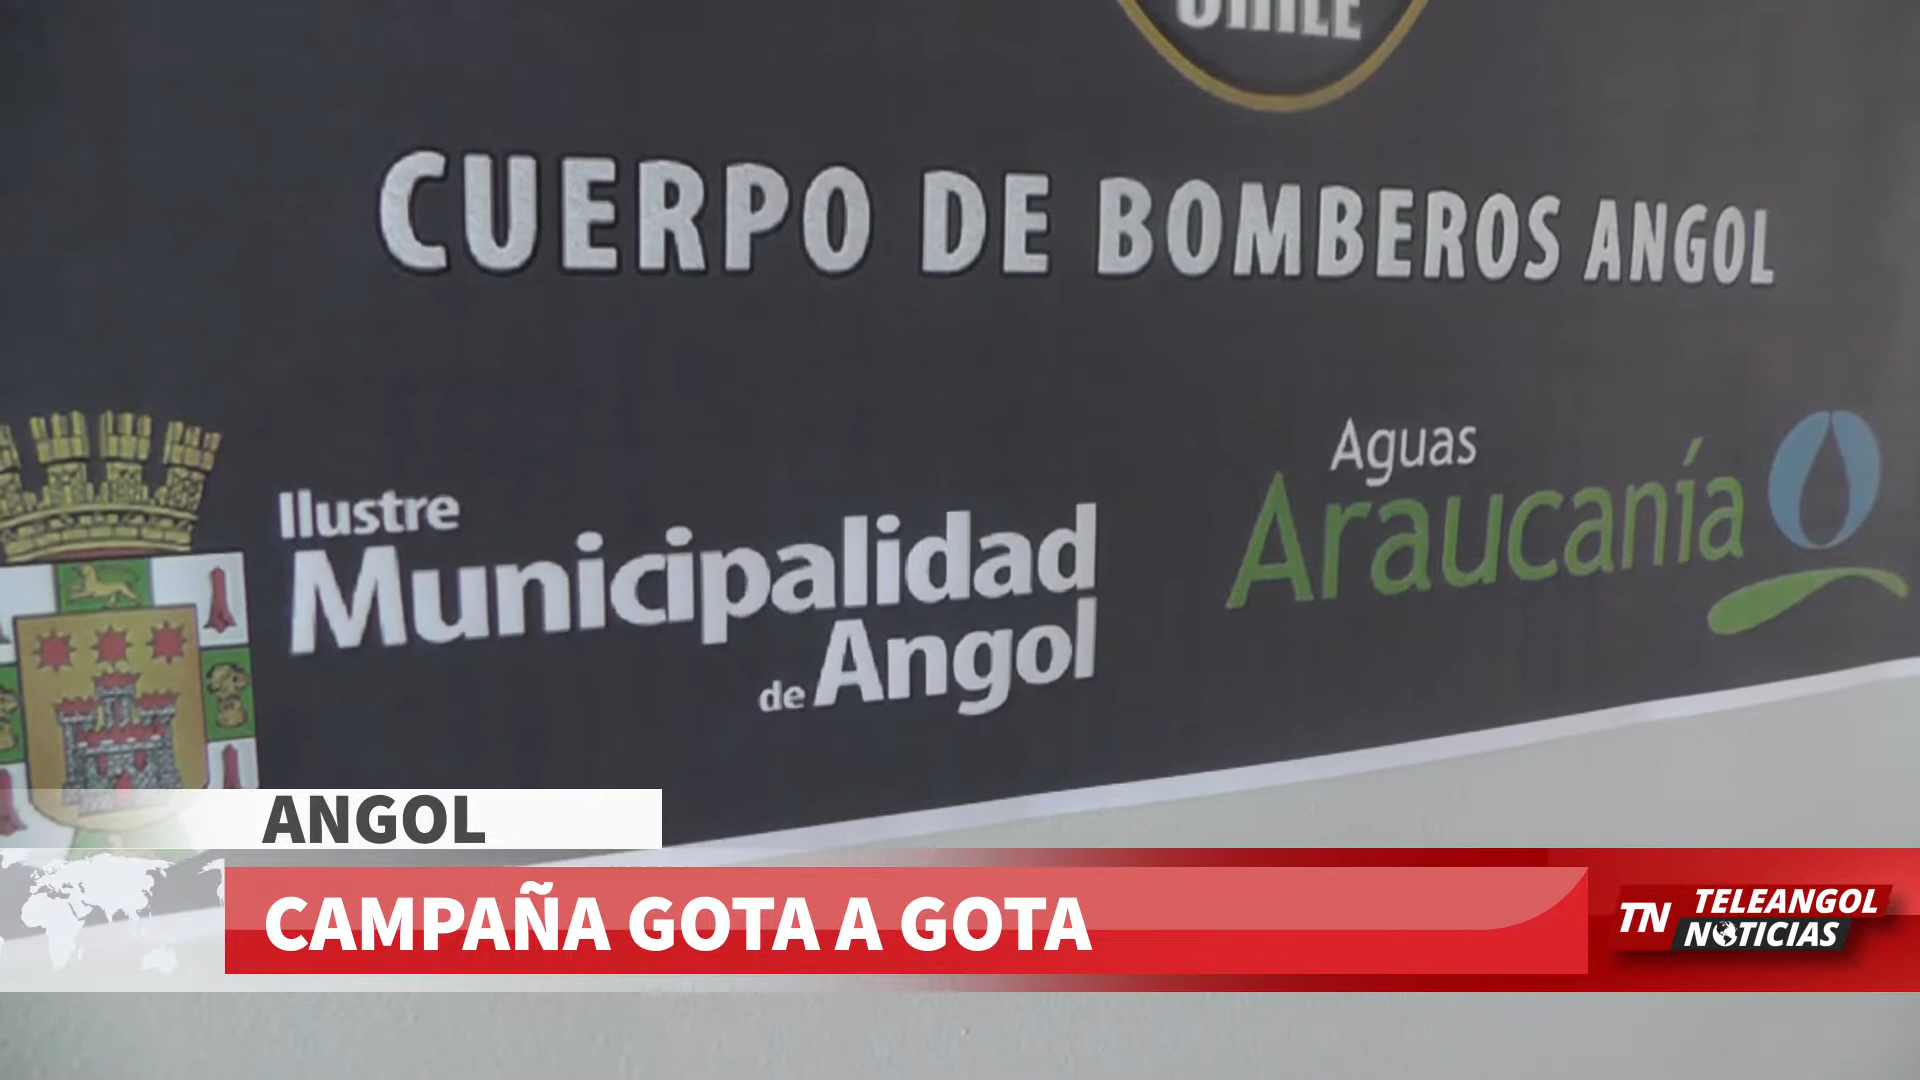 CHILE
CUERPO DE BOMBEROS ANGOL
Ilustre
Municipalidad
de Angol
Aguas
Araucanía
ANGOL
CAMPAÑA GOTA A GOTA
TN TELEANGOL
NOTICIAS